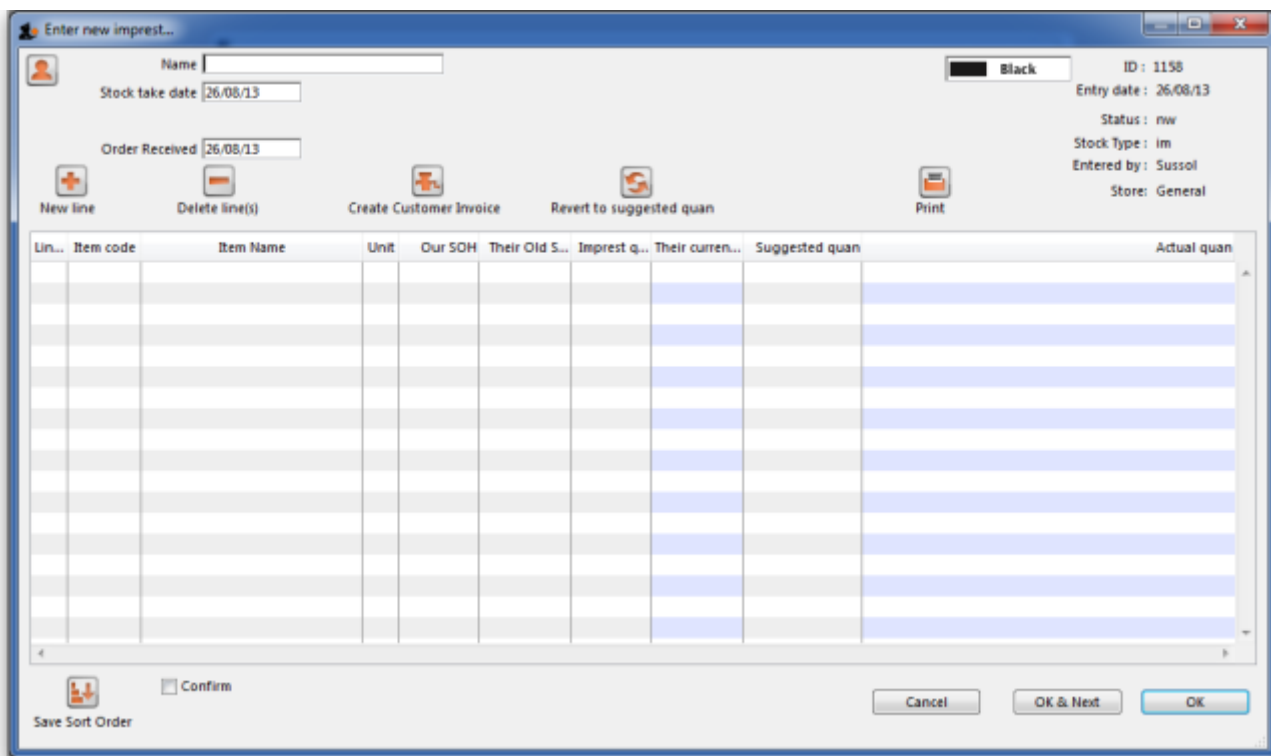 Enter new imprest...
Name
Black
ID : 1158
Stock take date 26/08/13
Entry date : 26/08/13
Status : nw
Order Received 26/08/13
Stock Type : im
Entered by : Sussol
Store: General
New line
Delete line(s)
Create Customer Invoice
Revert to suggested quan
Print
Lin... Item code Item Name Unit Our SOH Their Old S... Imprest q... Their curren... Suggested quan Actual quan
Confirm
Cancel
OK & Next
OK
Save Sort Order